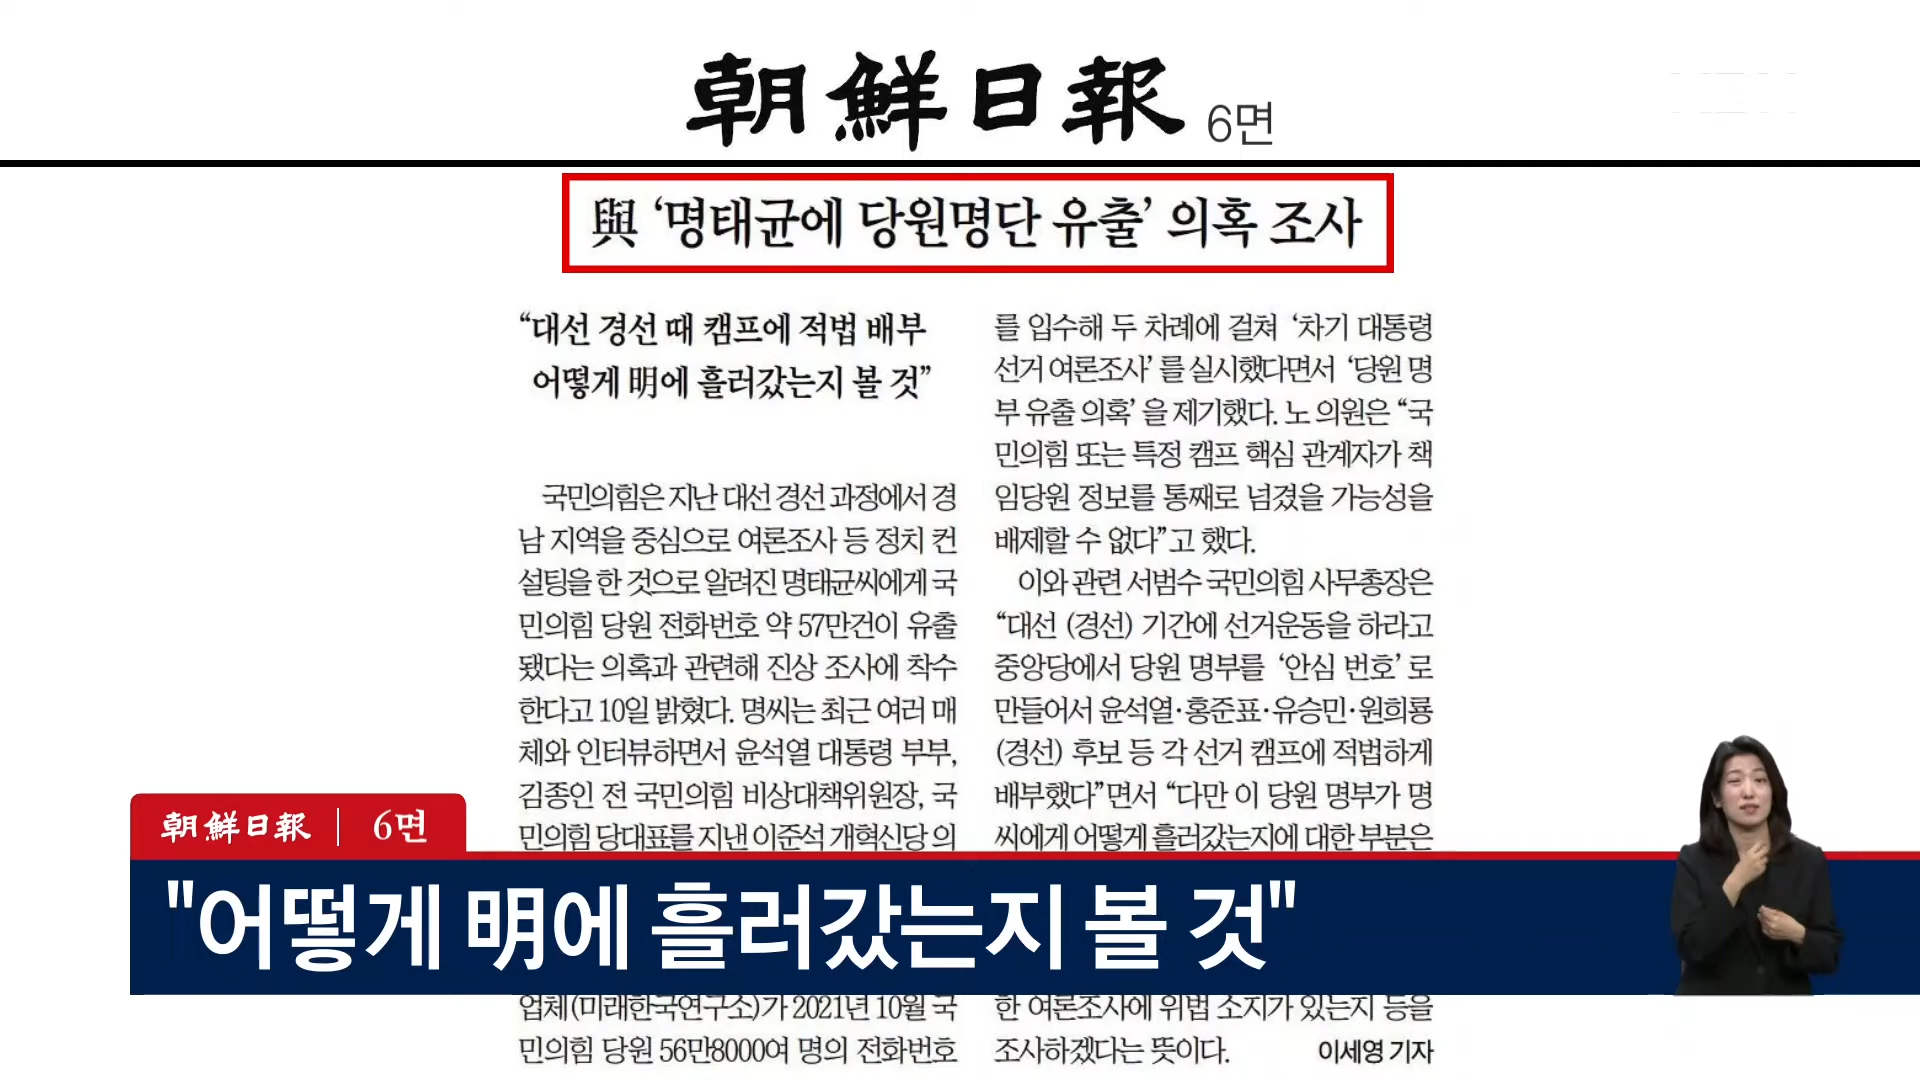 朝鮮日報 6면
與 ‘명태균에 당원명단 유출’ 의혹 조사
“대선 경선 때 캠프에 적법 배부
어떻게 明에 흘러갔는지 볼 것”
국민의힘은 지난 대선 경선 과정에서 경
남 지역을 중심으로 여론조사 등 정치 컨
설팅을 한 것으로 알려진 명태균씨에게 국
민의힘 당원 전화번호 약 57만건이 유출
됐다는 의혹과 관련해 진상 조사에 착수
한다고 10일 밝혔다. 명씨는 최근 여러 매
체와 인터뷰하면서 윤석열 대통령 부부,
김종인 전 국민의힘 비상대책위원장, 국
민의힘 당대표를 지낸 이준석 개혁신당 의
업체(미래한국연구소)가 2021년 10월 국
민의힘 당원 56만8000여 명의 전화번호
를 입수해 두 차례에 걸쳐 ‘차기 대통령
선거 여론조사’를 실시했다면서 ‘당원 명
부 유출 의혹’을 제기했다. 노 의원은 “국
민의힘 또는 특정 캠프 핵심 관계자가 책
임당원 정보를 통째로 넘겼을 가능성을
배제할 수 없다”고 했다.
이와 관련 서범수 국민의힘 사무총장은
“대선 (경선) 기간에 선거운동을 하라고
중앙당에서 당원 명부를 ‘안심 번호’로
만들어서 윤석열·홍준표·유승민·원희룡
(경선) 후보 등 각 선거 캠프에 적법하게
배부했다”면서 “다만 이 당원 명부가 명
씨에게 어떻게 흘러갔는지에 대한 부분은
한 여론조사에 위법 소지가 있는지 등을
조사하겠다는 뜻이다.
이세영 기자
朝鮮日報 | 6면
"어떻게 明에 흘러갔는지 볼 것"